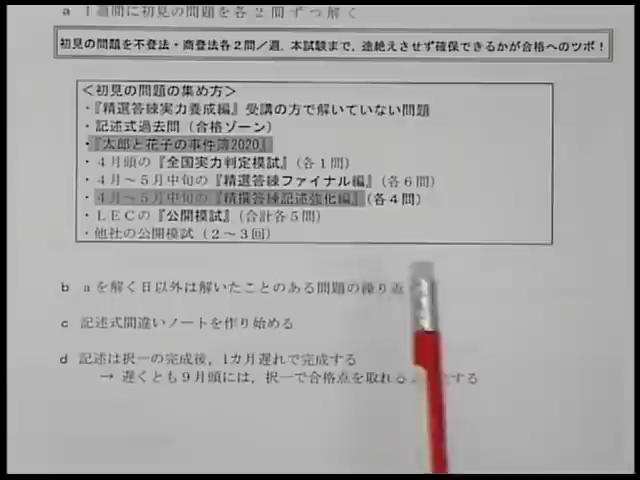 a 1週間に初見の問題を各2問ずつ解く
初見の問題を不登法・商登法各2問／週、本試験まで、途絶えさせず確保できるかが合格へのツボ！
＜初見の問題の集め方＞
・『精選答練実力養成編』受講の方で解いていない問題
・記述式過去問（合格ゾーン）
・『太郎と花子の事件簿2020』
・４月頭の『全国実力判定模試』（各１問）
・４月～５月中旬の『精選答練ファイナル編』（各６問）
・４月～５月中旬の『精撰答練記述強化編』（各４問）
・ＬＥＣの『公開模試』（合計各５問）
・他社の公開模試（２～３回）
b aを解く日以外は解いたことのある問題の繰り返
c 記述式間違いノートを作り始める
d 記述は択一の完成後，1カ月遅れで完成する
→ 遅くとも９月頭には，択一で合格点を取れる する